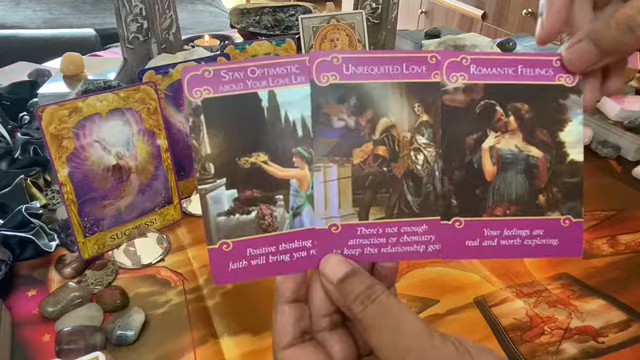 STAY OPTIMISTIC
ABOUT YOUR LOVE LIFE
Positive thinking
faith will bring you
UNREQUITED LOVE
There's not enough
attraction or chemistry
to keep this relationship
ROMANTIC FEELINGS
Your feelings are
real and worth exploring.
SUCCESS!